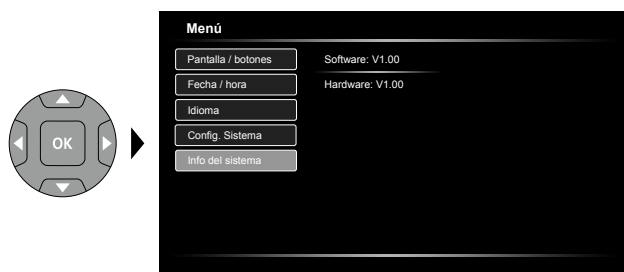 Menú
Pantalla / botones
Software: V1.00
Fecha / hora
Hardware: V1.00
Idioma
Config. Sistema
OK
Info del sistema